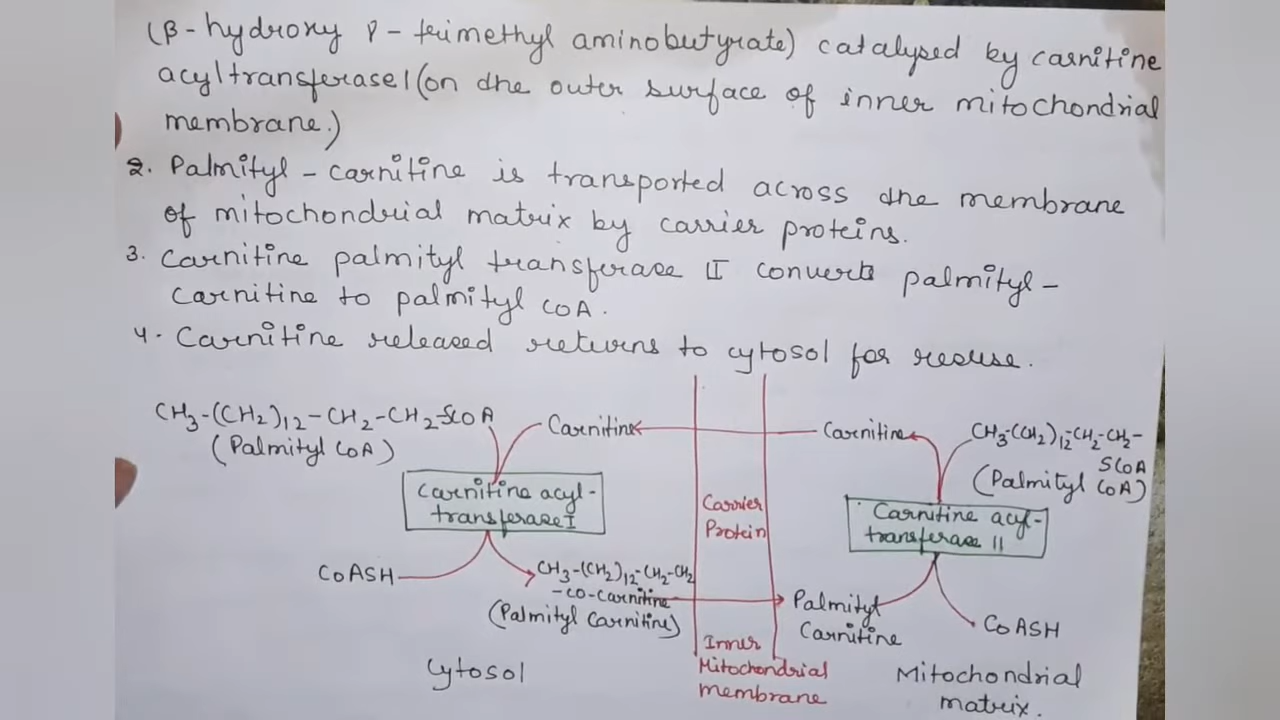 (β-hydroxy γ-trimethyl aminobutyrate) catalysed by carnitine
acyltransferase I (on the outer surface of inner mitochondrial
membrane.)
2. Palmityl-carnitine is transported across the membrane
of mitochondrial matrix by carrier proteins.
3. Carnitine palmityl transferase II converts palmityl-
carnitine to palmityl CoA.
4. Carnitine released returns to cytosol for reuse.
CH3-(CH2)12-CH2-CH2-SCOA
(Palmityl COA)
Carnitine
Carnitine
CH3-(CH2)12-CH2-CH2-
SCOA
(Palmityl COA)
Carnitine acyl-
transferase I
Carrier
Protein
Carnitine acyl-
transferase II
COASH
CH3-(CH2)12-CH2-CH2
-CO-Carnitine
(Palmityl Carnitine)
Palmityl
Carnitine
COASH
Cytosol
Inner
Mitochondrial
membrane
Mitochondrial
matrix.